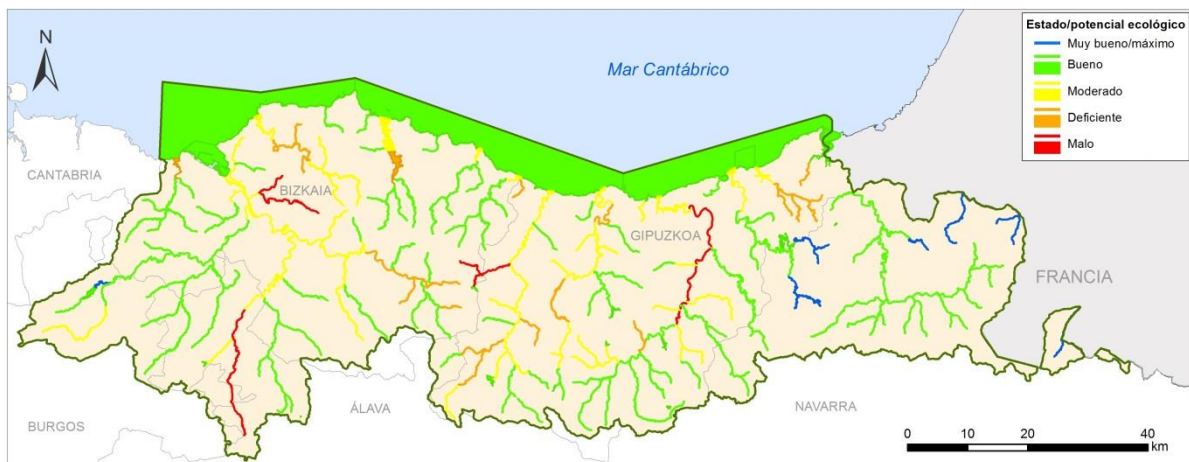 Estado/potencial ecológico
Muy bueno/máximo
Bueno
Moderado
Deficiente
Malo
N
Mar Cantábrico
CANTABRIA
BIZKAIA
GIPUZKOA
FRANCIA
NAVARRA
ÁLAVA
BURGOS
0 10 20 40
km